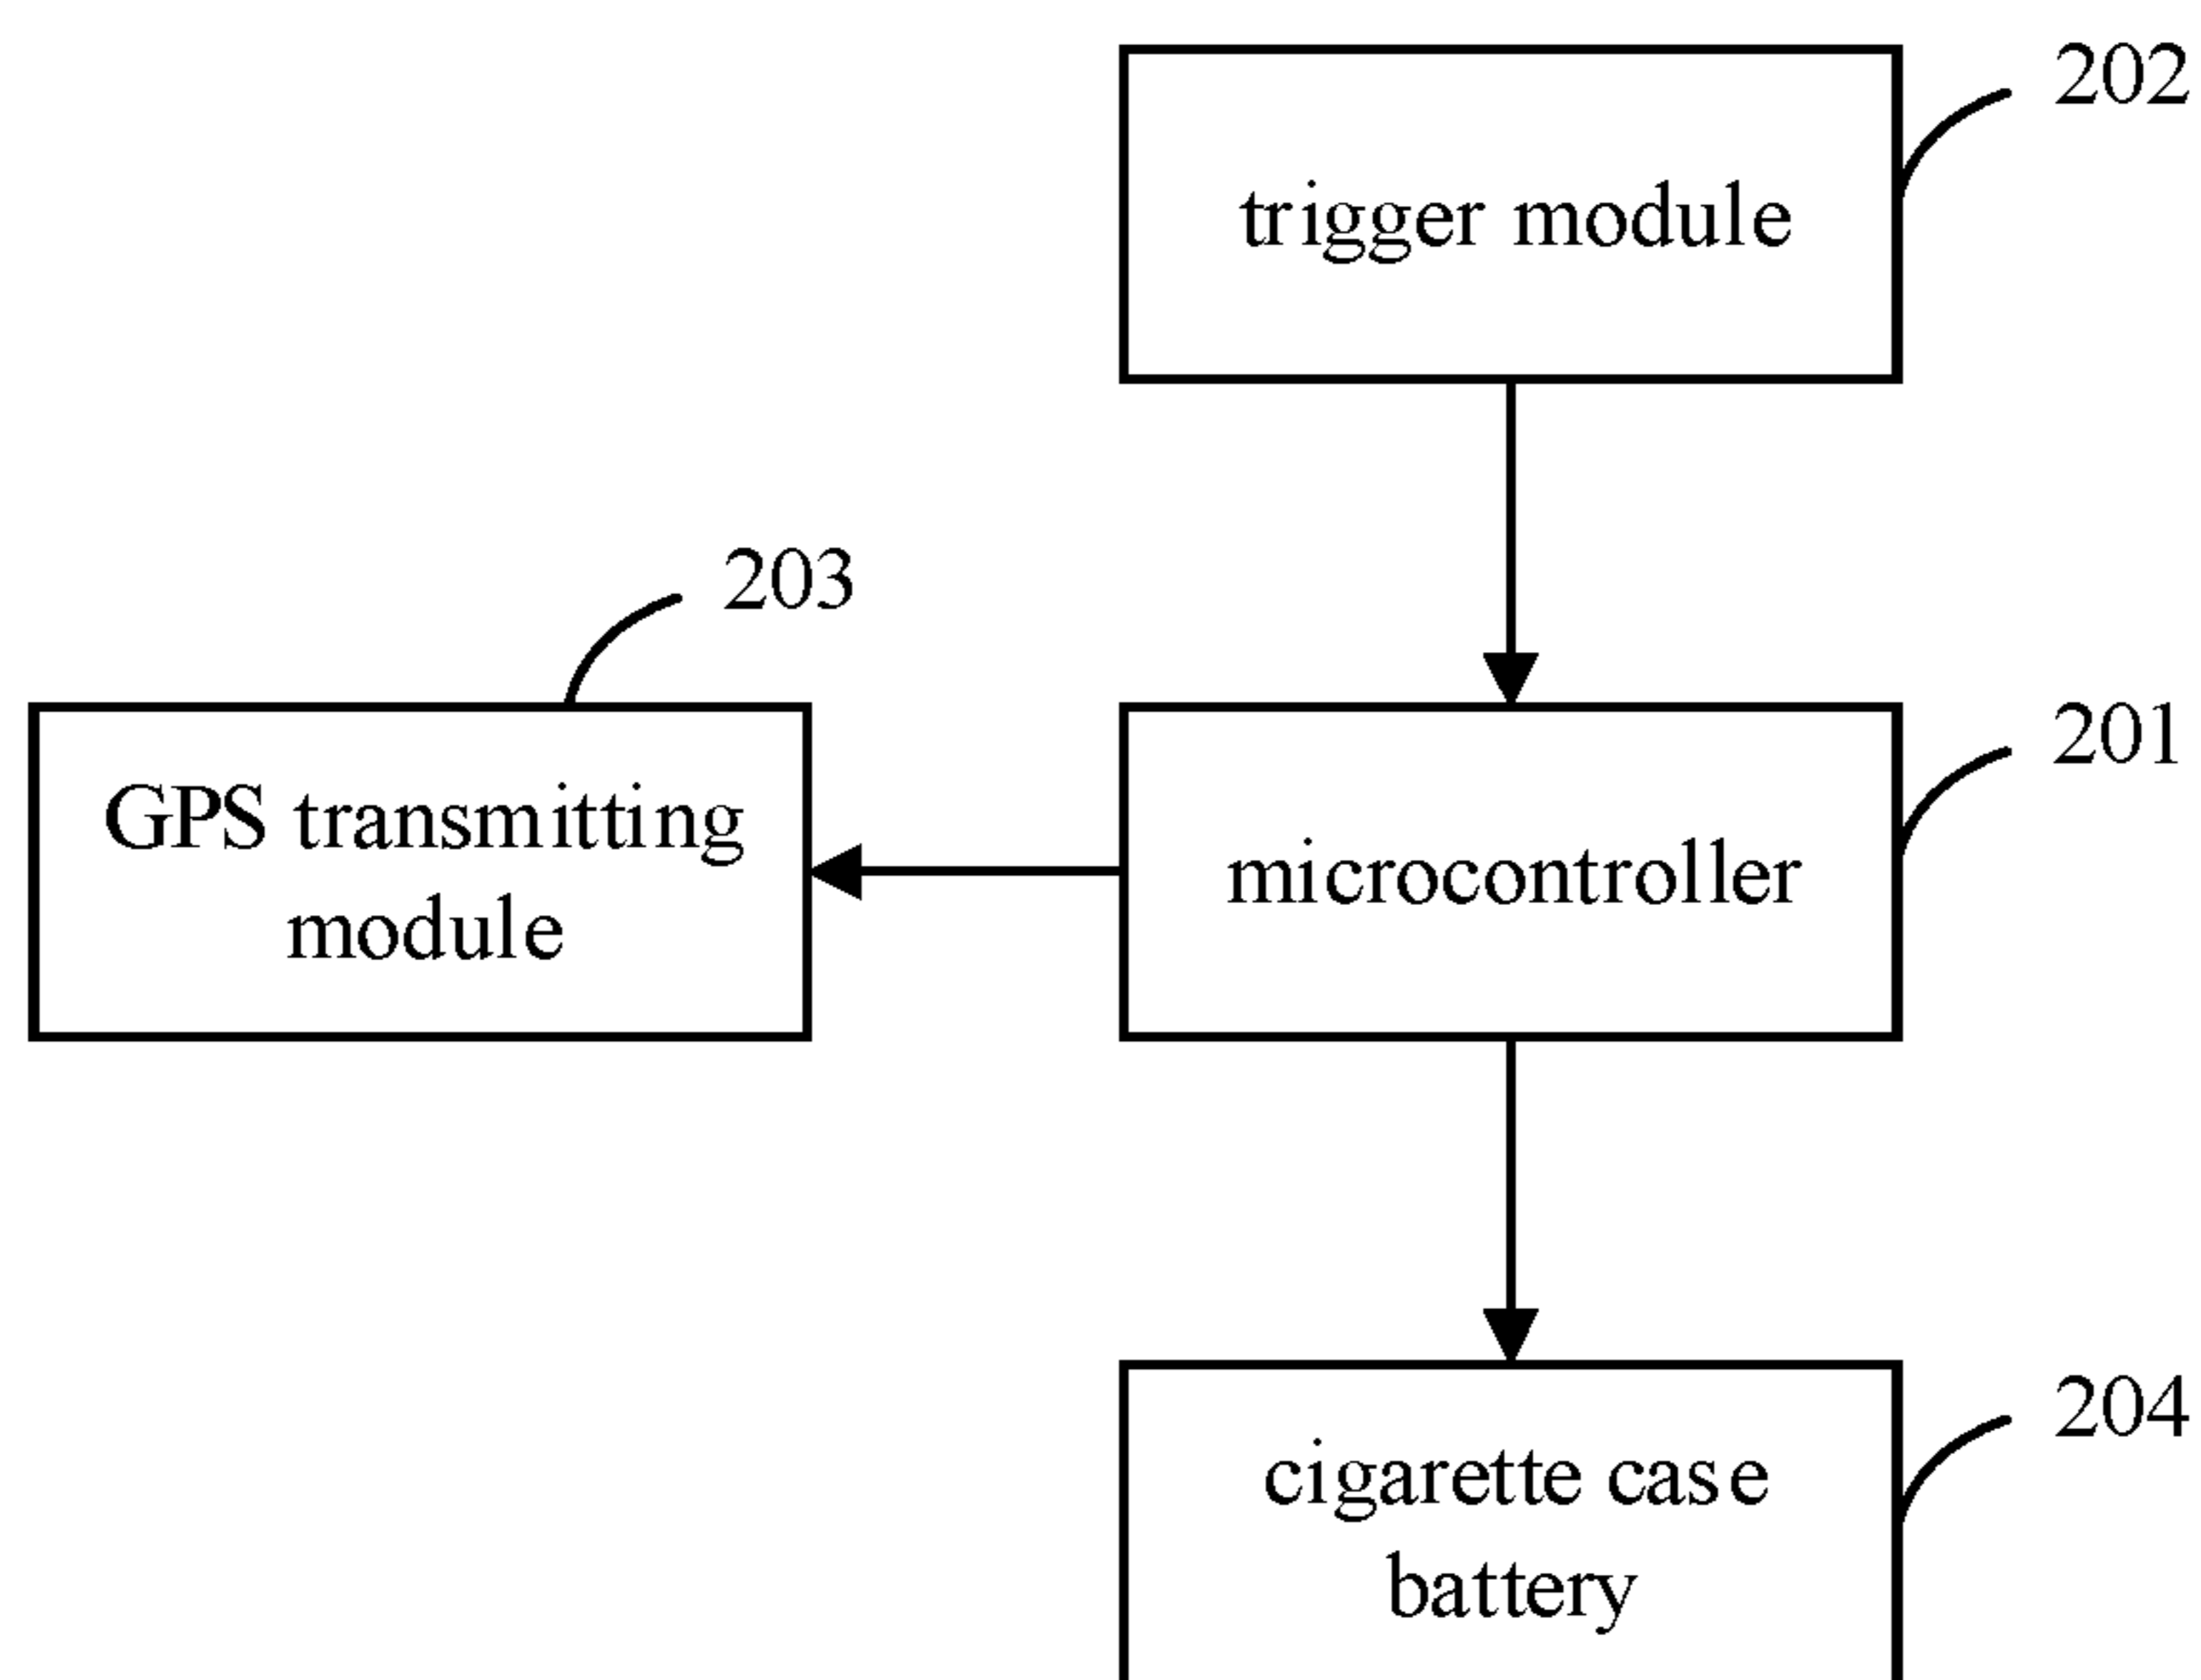 202
trigger module
203
GPS transmitting
module
201
microcontroller
204
cigarette case
battery